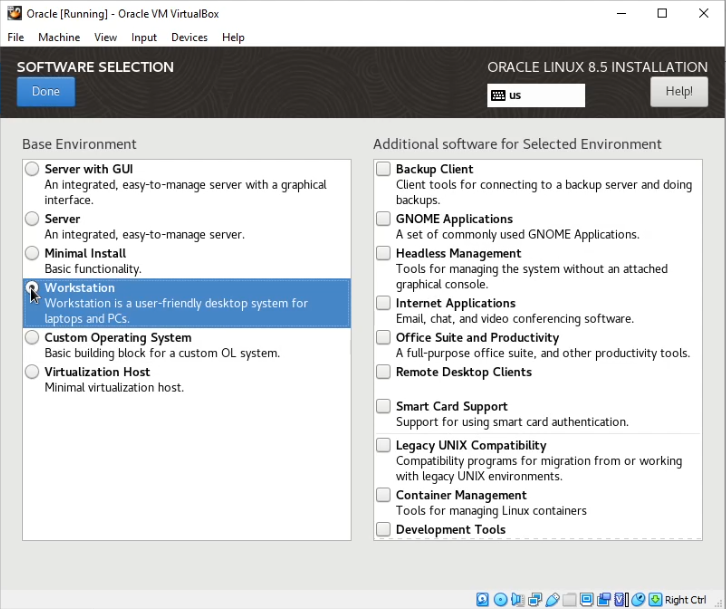 Oracle [Running] - Oracle VM VirtualBox
File Machine View Input Devices Help
SOFTWARE SELECTION
ORACLE LINUX 8.5 INSTALLATION
Done
us
Help!
Base Environment
Server with GUI
An integrated, easy-to-manage server with a graphical
interface.
Server
An integrated, easy-to-manage server.
Minimal Install
Basic functionality.
Workstation
Workstation is a user-friendly desktop system for
laptops and PCs.
Custom Operating System
Basic building block for a custom OL system.
Virtualization Host
Minimal virtualization host.
Additional software for Selected Environment
Backup Client
Client tools for connecting to a backup server and doing
backups.
GNOME Applications
A set of commonly used GNOME Applications.
Headless Management
Tools for managing the system without an attached
graphical console.
Internet Applications
Email, chat, and video conferencing software.
Office Suite and Productivity
A full-purpose office suite, and other productivity tools.
Remote Desktop Clients
Smart Card Support
Support for using smart card authentication.
Legacy UNIX Compatibility
Compatibility programs for migration from or working
with legacy UNIX environments.
Container Management
Tools for managing Linux containers
Development Tools
Right Ctrl